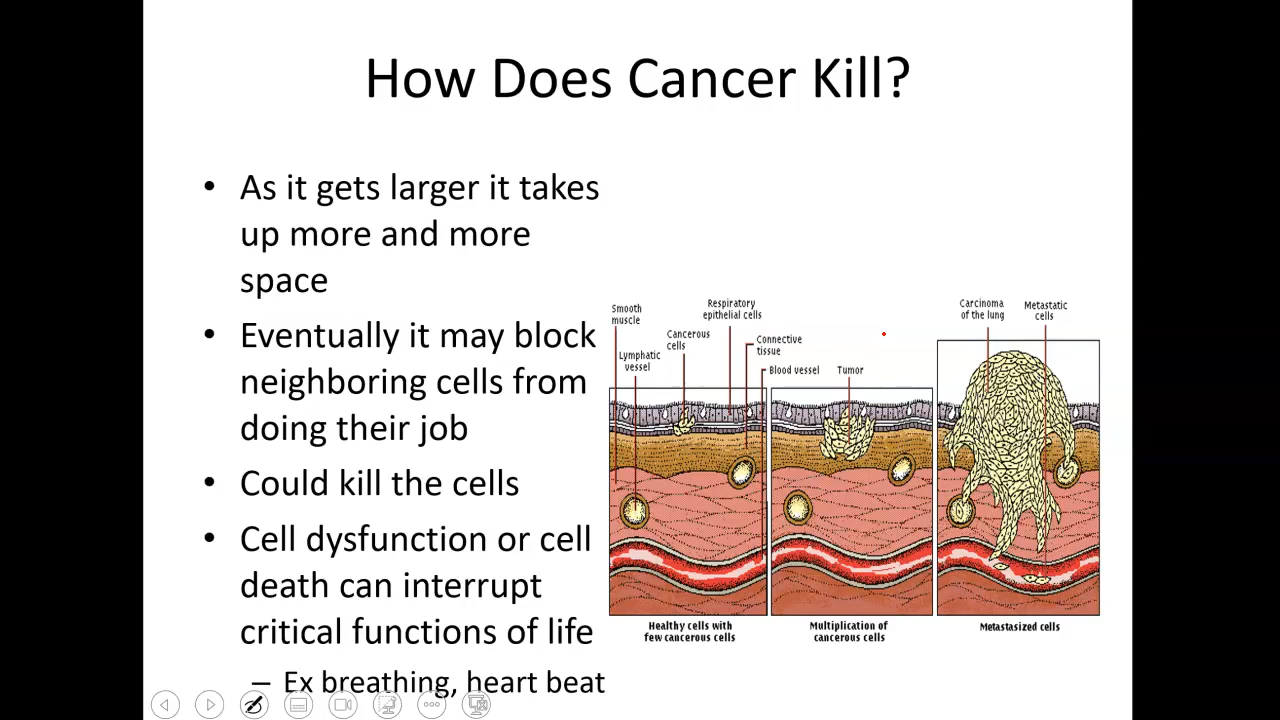 How Does Cancer Kill?
• As it gets larger it takes
up more and more
space
• Eventually it may block
neighboring cells from
doing their job
• Could kill the cells
• Cell dysfunction or cell
death can interrupt
critical functions of life
– Ex breathing, heart beat
Smooth
muscle
Lymphatic
vessel
Cancerous
cells
Respiratory
epithelial cells
Connective
tissue
Blood vessel
Tumor
Carcinoma
of the lung
Metastatic
cells
Healthy cells with
few cancerous cells
Multiplication of
cancerous cells
Metastasized cells